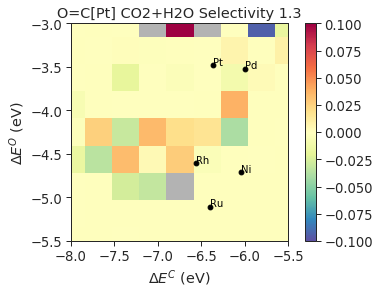 O=C[Pt] CO2+H2O Selectivity 1.3
−3.0
−3.5
−4.0
−4.5
−5.0
−5.5
ΔE^O (eV)
Pt
Pd
Rh
Ni
Ru
−8.0 −7.5 −7.0 −6.5 −6.0 −5.5
ΔE^C (eV)
0.100
0.075
0.050
0.025
0.000
−0.025
−0.050
−0.075
−0.100